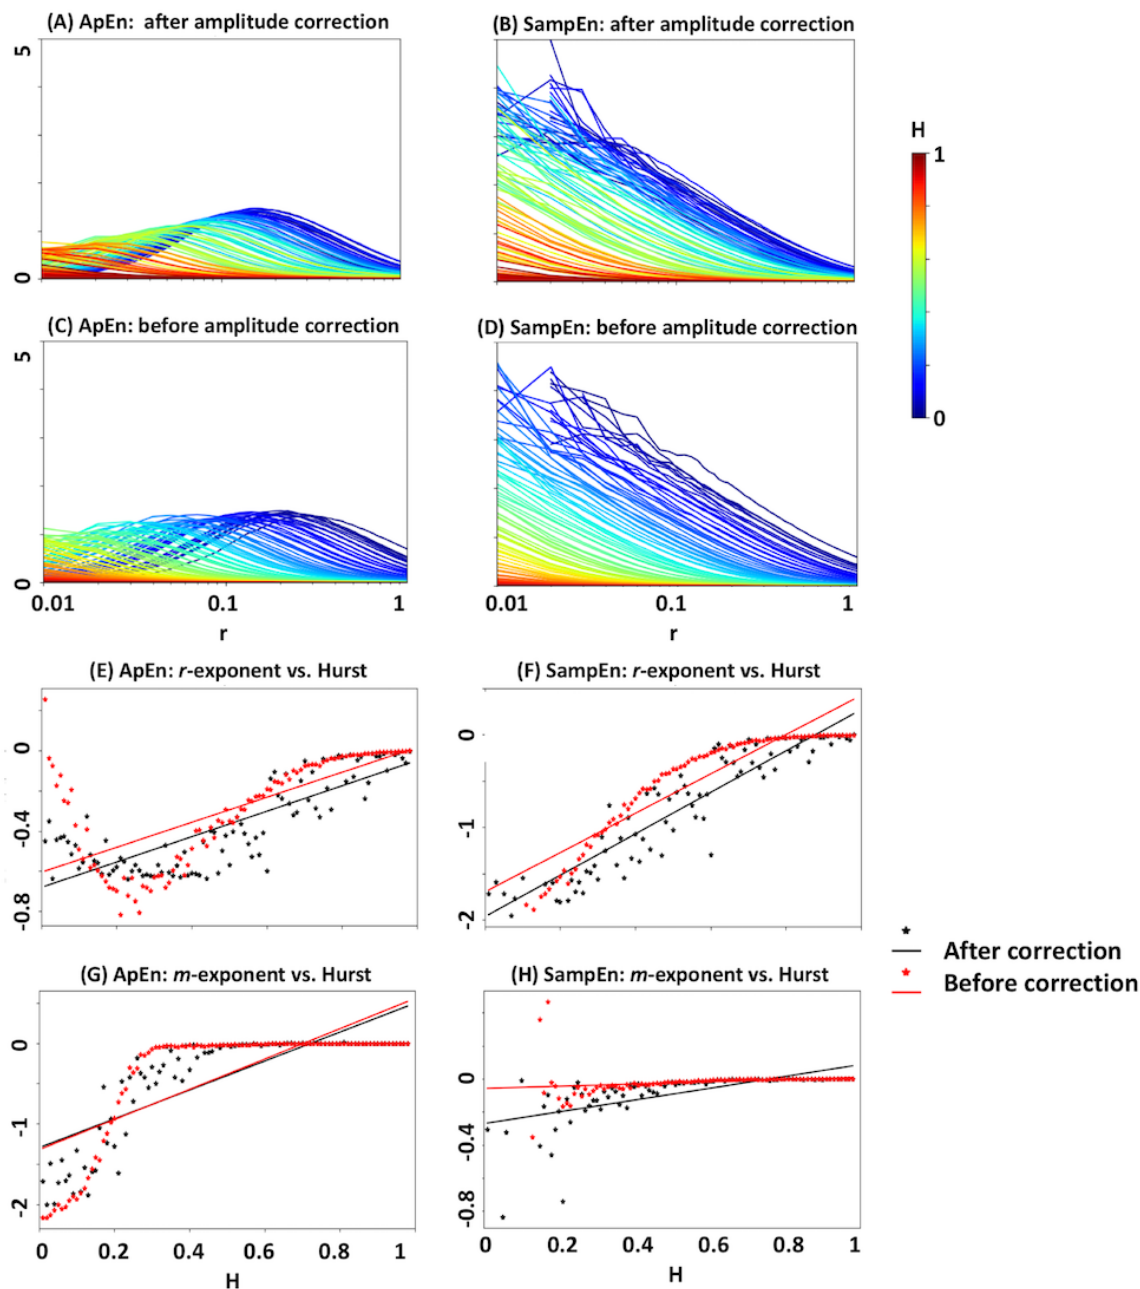 (A) ApEn: after amplitude correction
(B) SampEn: after amplitude correction
5
0
H
1
0
(C) ApEn: before amplitude correction
(D) SampEn: before amplitude correction
5
0
0.01 0.1 1
r
0.01 0.1 1
r
(E) ApEn: r-exponent vs. Hurst
(F) SampEn: r-exponent vs. Hurst
0
-0.4
-0.8
0
-1
-2
After correction
Before correction
(G) ApEn: m-exponent vs. Hurst
(H) SampEn: m-exponent vs. Hurst
0
-1
-2
0
-0.4
-0.8
0 0.2 0.4 0.6 0.8 1
H
0 0.2 0.4 0.6 0.8 1
H